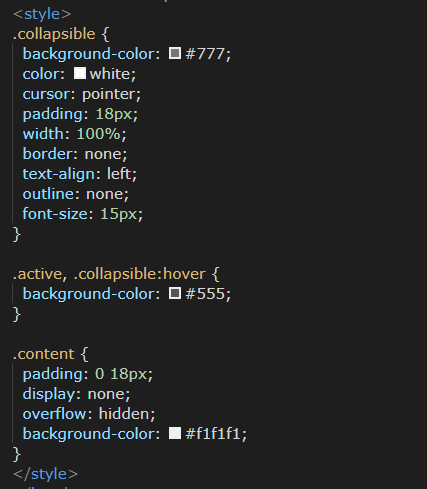 <style>
.collapsible {
background-color: #777;
color: white;
cursor: pointer;
padding: 18px;
width: 100%;
border: none;
text-align: left;
outline: none;
font-size: 15px;
}
.active, .collapsible:hover {
background-color: #555;
}
.content {
padding: 0 18px;
display: none;
overflow: hidden;
background-color: #f1f1f1;
}
</style>